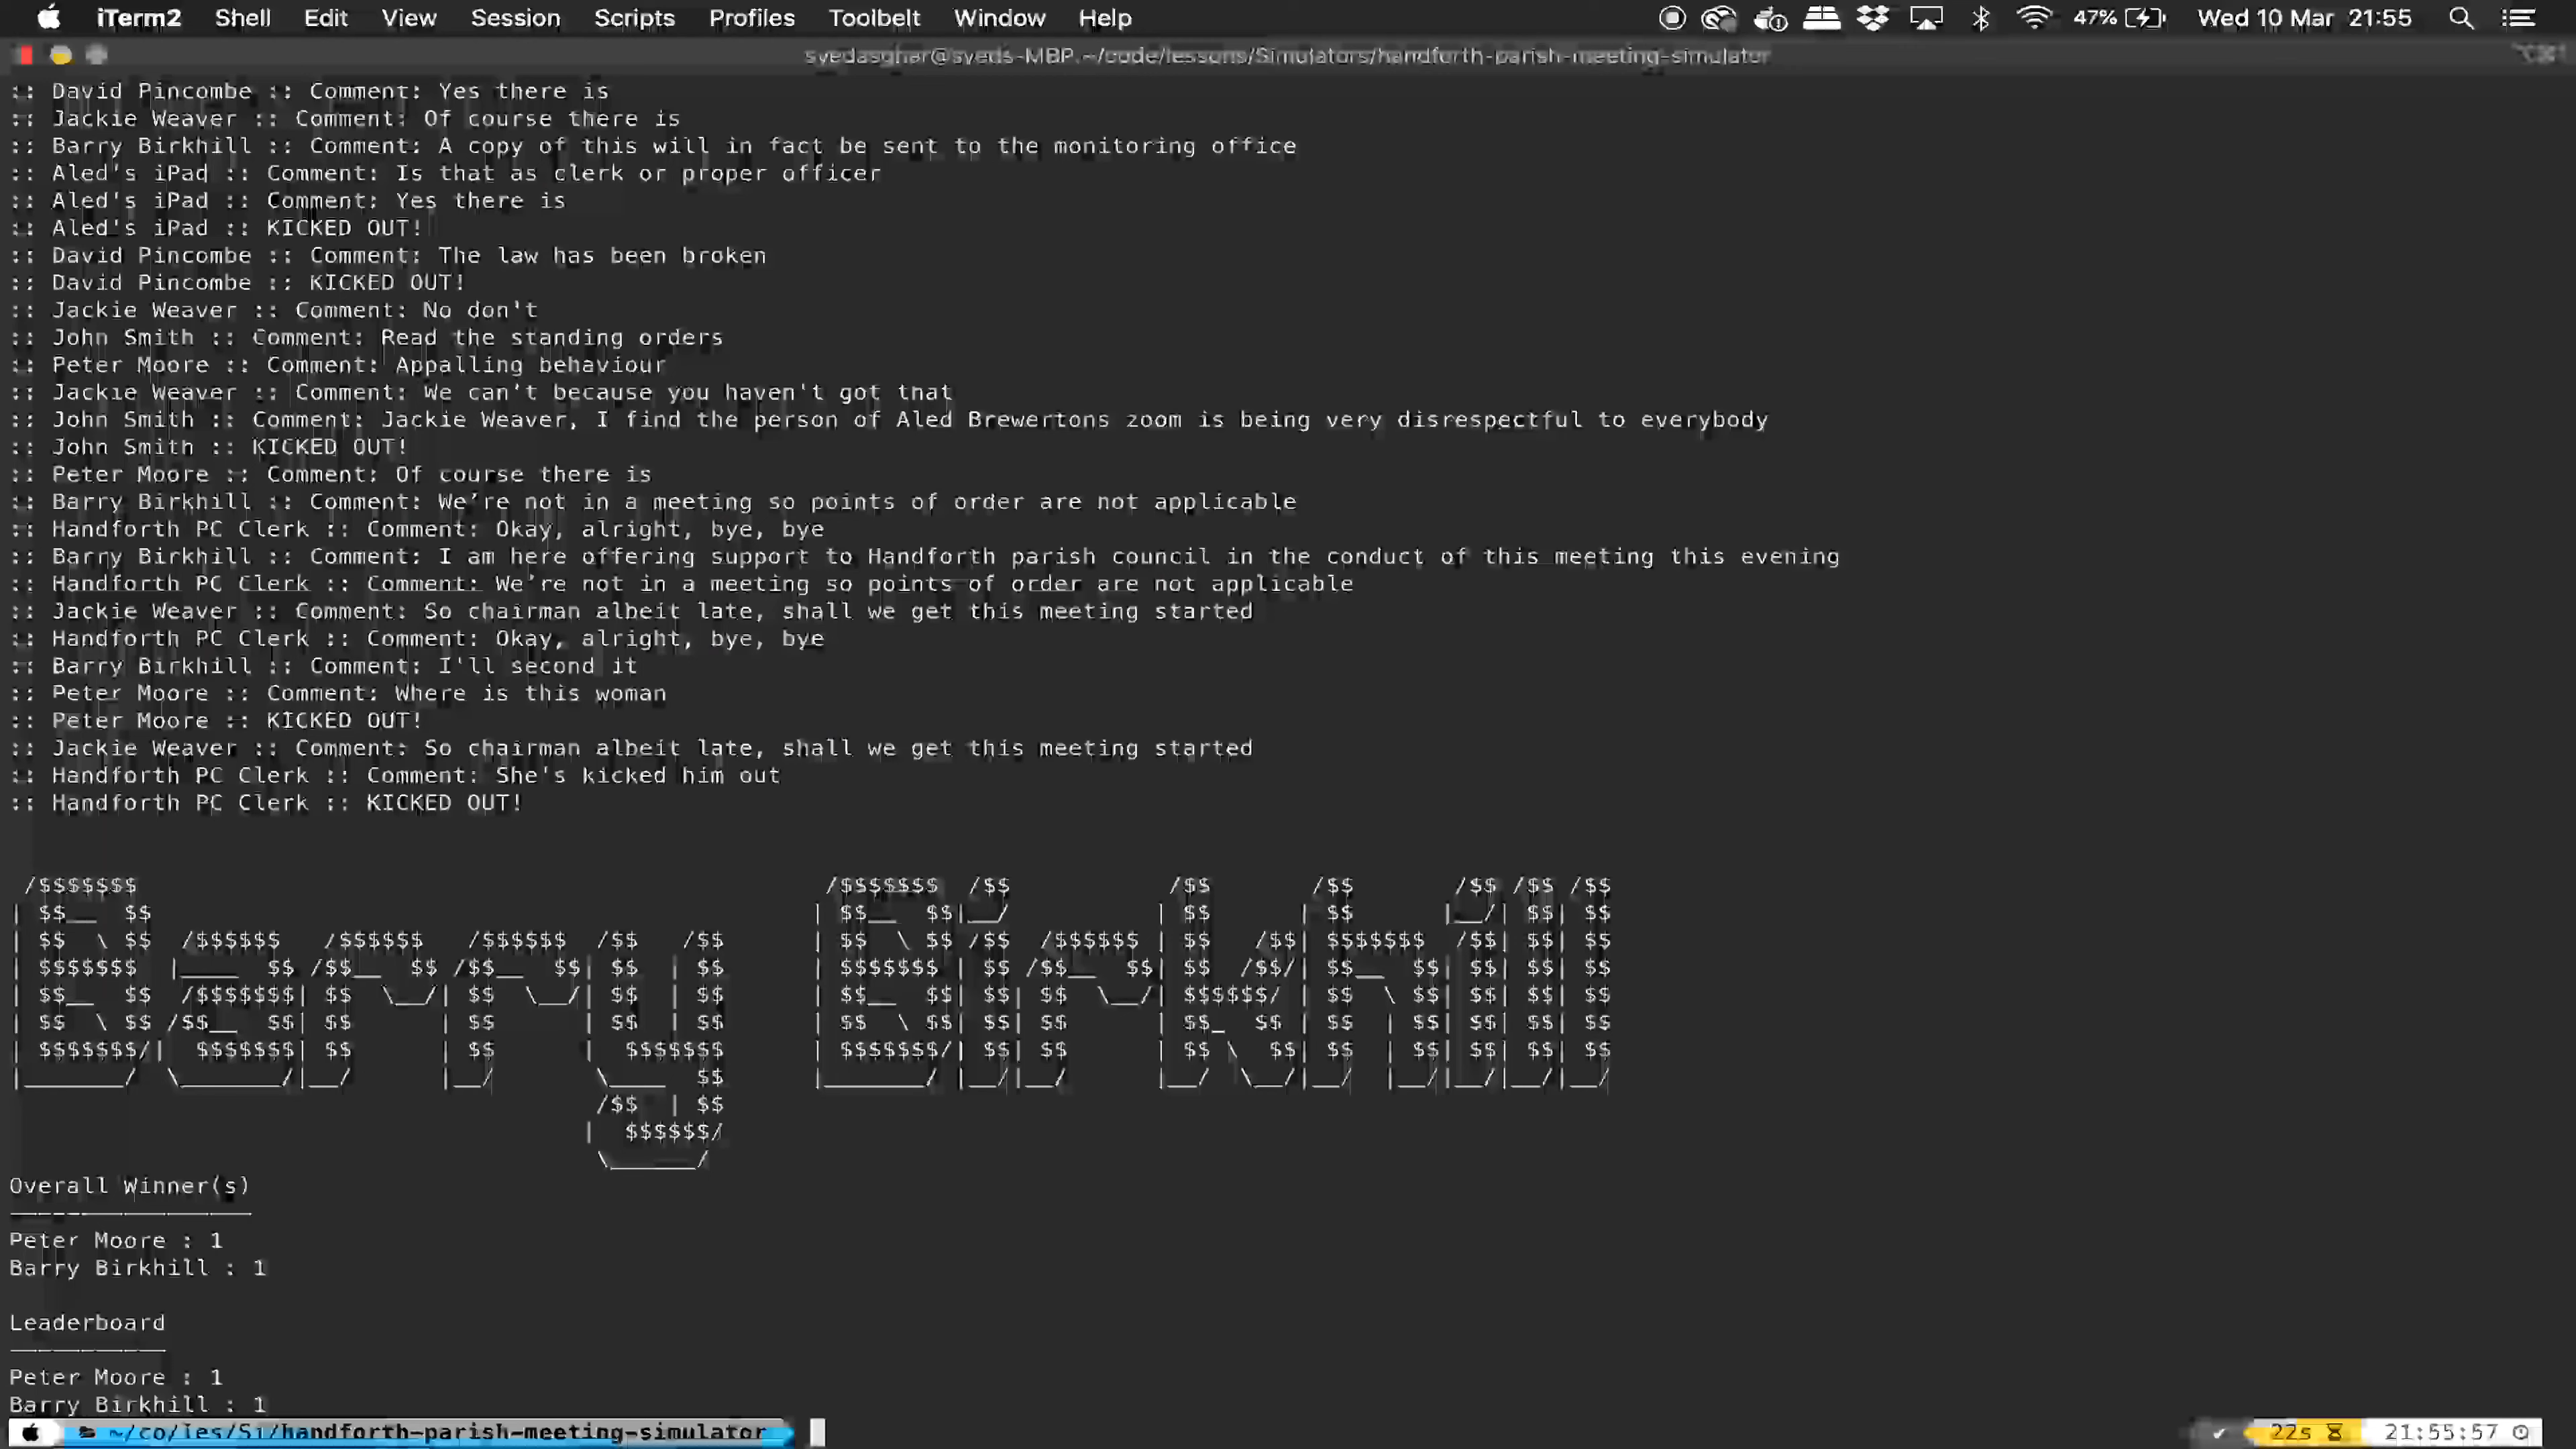 iTerm2 Shell Edit View Session Scripts Profiles Toolbelt Window Help 47% Wed 10 Mar 21:55
syedasghar@syeds-MBP:~/code/lessons/Simulators/handforth-parish-meeting-simulator
:: David Pincombe :: Comment: Yes there is
:: Jackie Weaver :: Comment: Of course there is
:: Barry Birkhill :: Comment: A copy of this will in fact be sent to the monitoring office
:: Aled's iPad :: Comment: Is that as clerk or proper officer
:: Aled's iPad :: Comment: Yes there is
:: Aled's iPad :: KICKED OUT!
:: David Pincombe :: Comment: The law has been broken
:: David Pincombe :: KICKED OUT!
:: Jackie Weaver :: Comment: No don't
:: John Smith :: Comment: Read the standing orders
:: Peter Moore :: Comment: Appalling behaviour
:: Jackie Weaver :: Comment: We can't because you haven't got that
:: John Smith :: Comment: Jackie Weaver, I find the person of Aled Brewertons zoom is being very disrespectful to everybody
:: John Smith :: KICKED OUT!
:: Peter Moore :: Comment: Of course there is
:: Barry Birkhill :: Comment: We’re not in a meeting so points of order are not applicable
:: Handforth PC Clerk :: Comment: Okay, alright, bye, bye
:: Barry Birkhill :: Comment: I am here offering support to Handforth parish council in the conduct of this meeting this evening
:: Handforth PC Clerk :: Comment: We’re not in a meeting so points of order are not applicable
:: Jackie Weaver :: Comment: So chairman albeit late, shall we get this meeting started
:: Handforth PC Clerk :: Comment: Okay, alright, bye, bye
:: Barry Birkhill :: Comment: I'll second it
:: Peter Moore :: Comment: Where is this woman
:: Peter Moore :: KICKED OUT!
:: Jackie Weaver :: Comment: So chairman albeit late, shall we get this meeting started
:: Handforth PC Clerk :: Comment: She's kicked him out
:: Handforth PC Clerk :: KICKED OUT!
Barry Birkhill
Overall Winner(s)
Peter Moore : 1
Barry Birkhill : 1
Leaderboard
Peter Moore : 1
Barry Birkhill : 1
~/co/les/Si/handforth-parish-meeting-simulator 22s 21:55:57